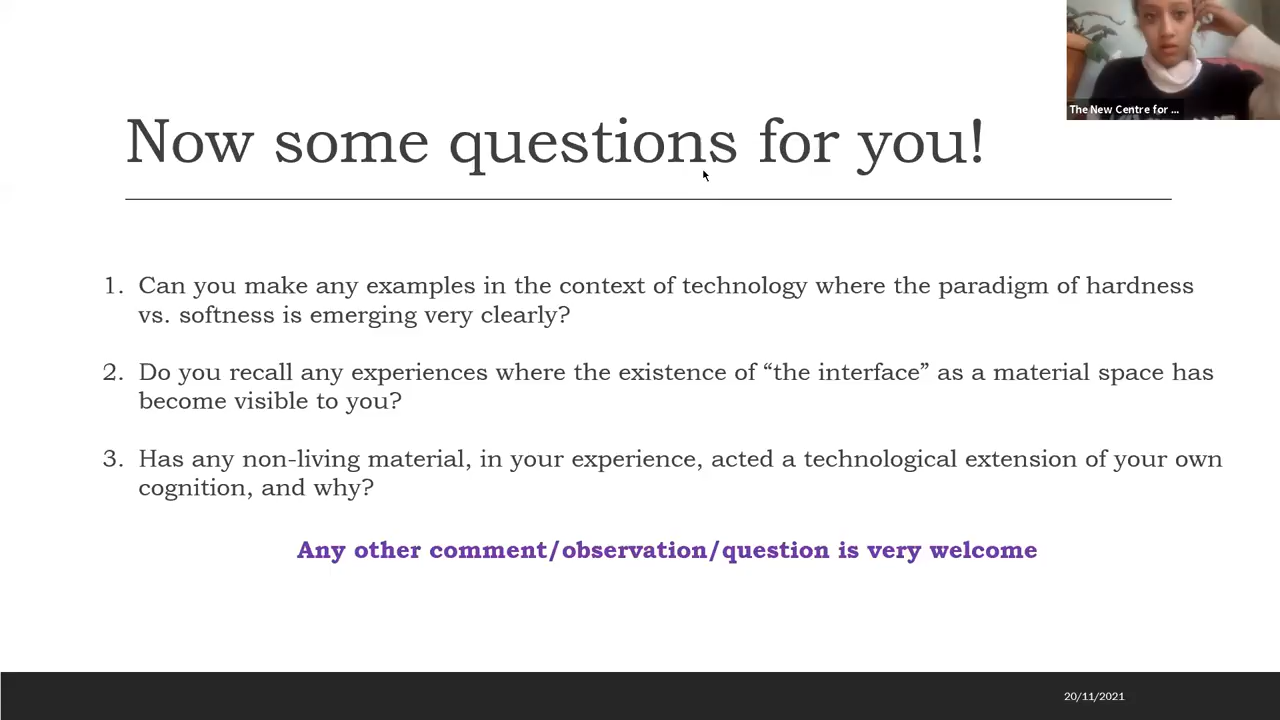 The New Centre for ...
Now some questions for you!
1. Can you make any examples in the context of technology where the paradigm of hardness
vs. softness is emerging very clearly?
2. Do you recall any experiences where the existence of “the interface” as a material space has
become visible to you?
3. Has any non-living material, in your experience, acted a technological extension of your own
cognition, and why?
Any other comment/observation/question is very welcome
20/11/2021